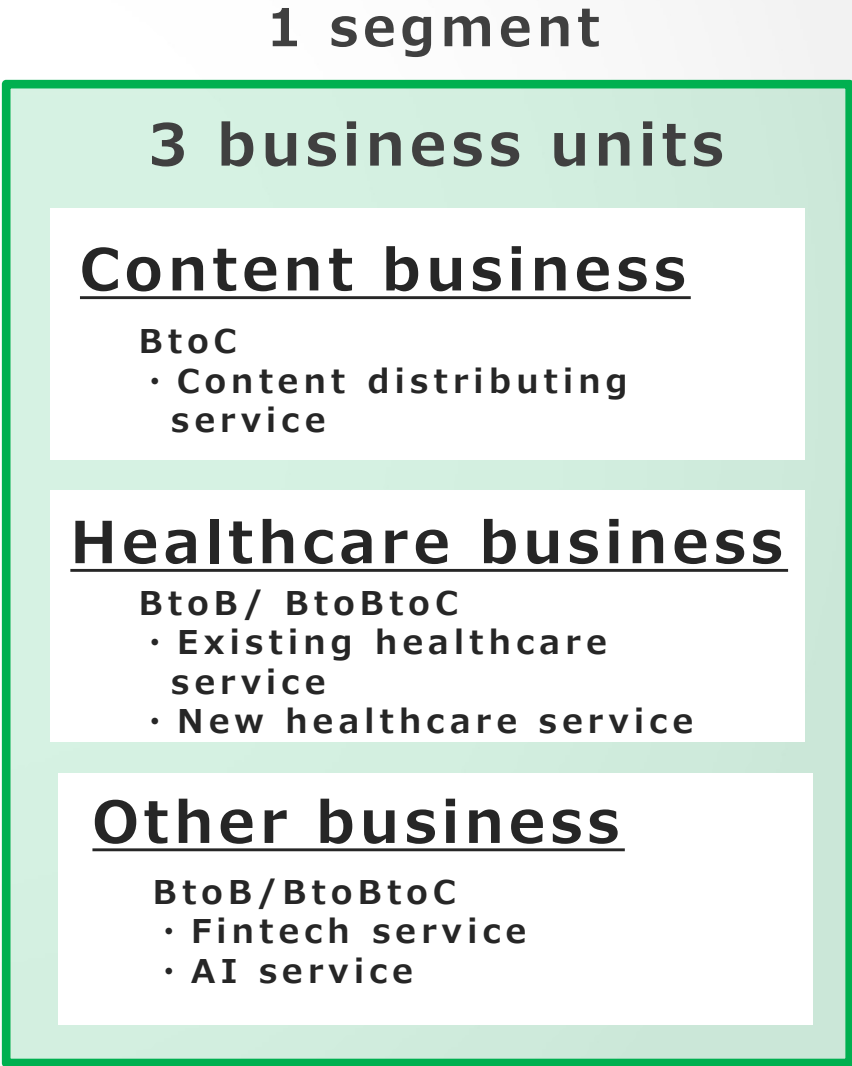 1 segment
3 business units
Content business
BtoC
・Content distributing
service
Healthcare business
BtoB/ BtoBtoC
・Existing healthcare
service
・New healthcare service
Other business
BtoB/BtoBtoC
・Fintech service
・AI service